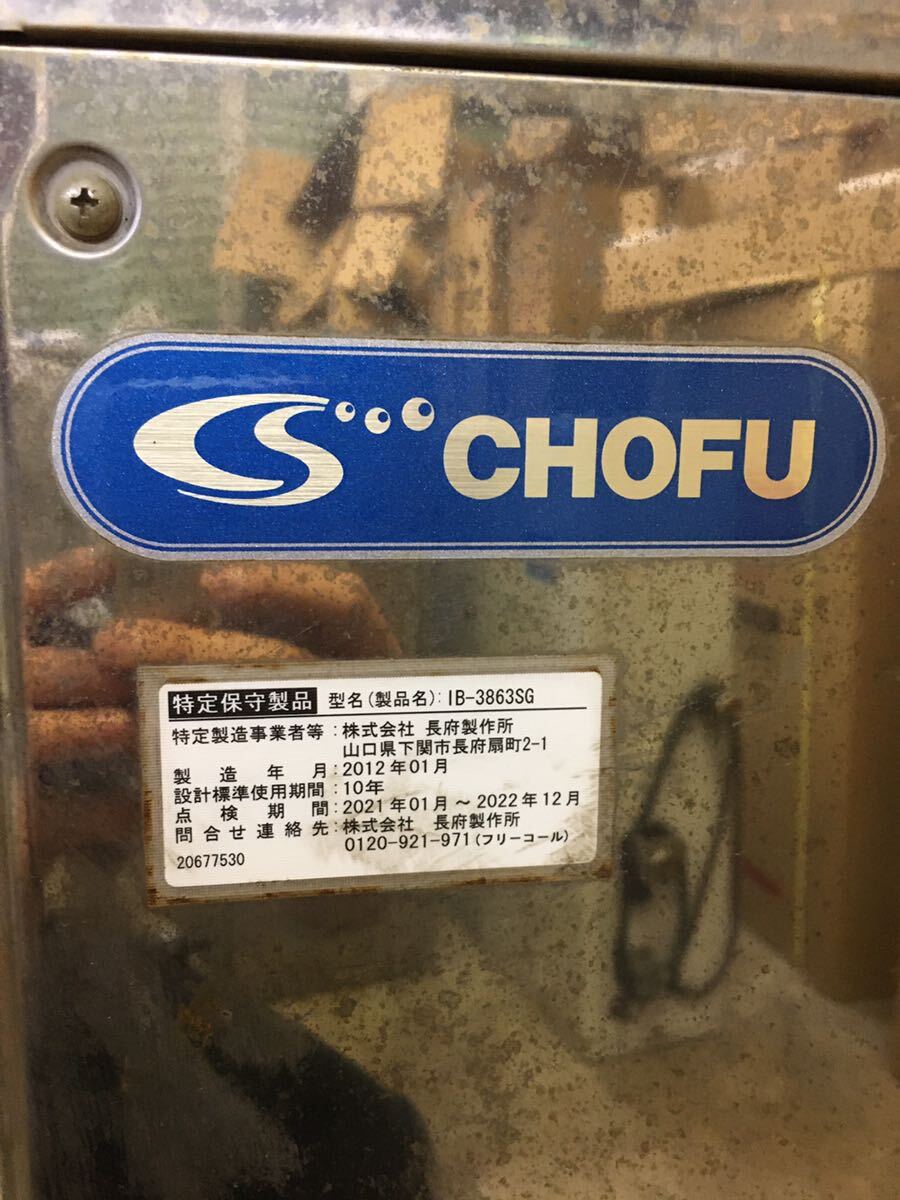 CHOFU
特定保守製品 型名(製品名):IB-3863SG
特定製造事業者等:株式会社 長府製作所
山口県下関市長府扇町2-1
製造年月:2012年01月
設計標準使用期間:10年
点検期間:2021年01月～2022年12月
問合せ連絡先:株式会社 長府製作所
0120-921-971(フリーコール)
20677530